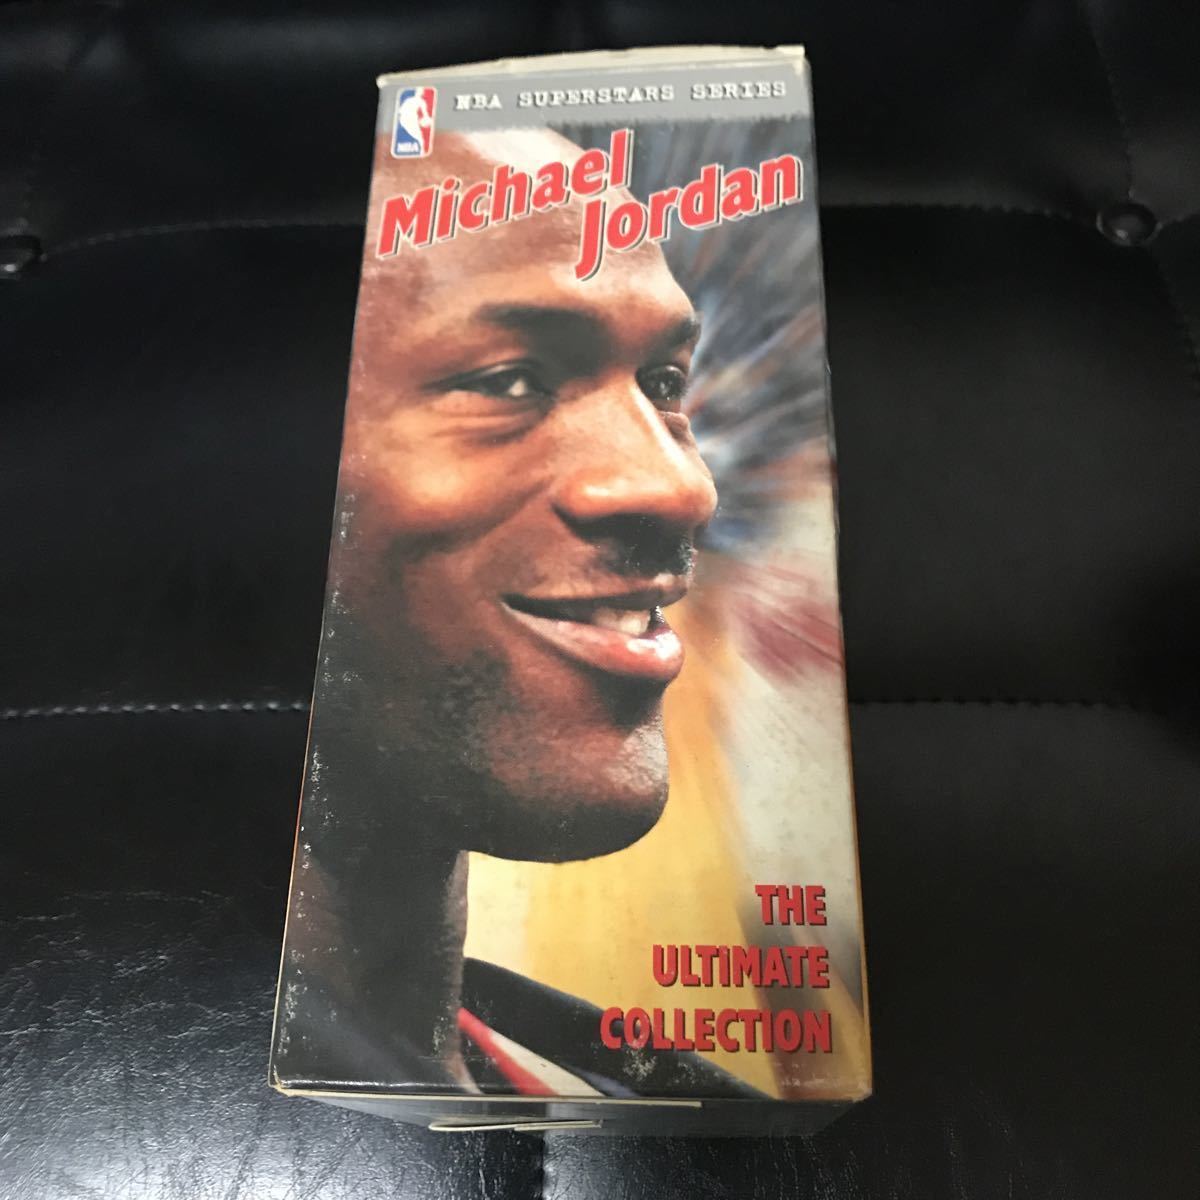 NBA SUPERSTARS SERIES
NBA
Michael
Jordan
THE
ULTIMATE
COLLECTION